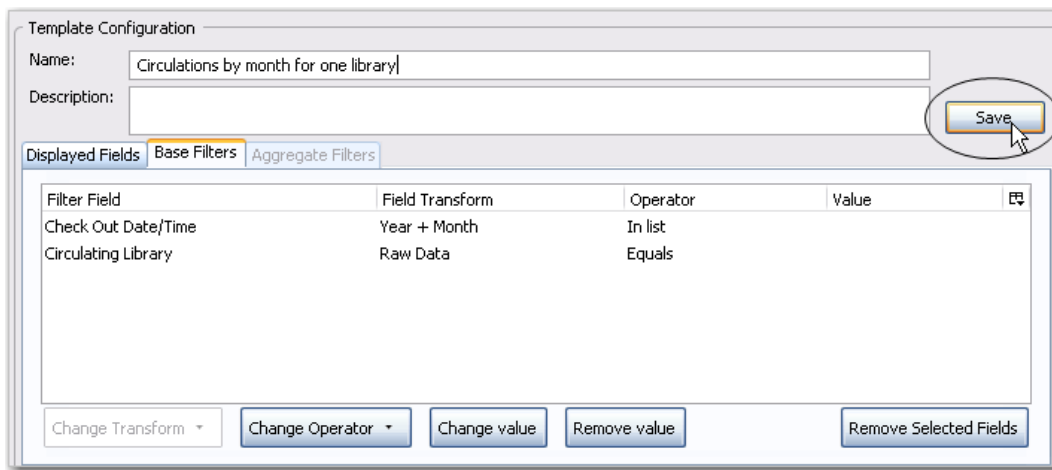 Template Configuration
Name: Circulations by month for one library
Description:
Save
Displayed Fields Base Filters Aggregate Filters
Filter Field Field Transform Operator Value
Check Out Date/Time Year + Month In list
Circulating Library Raw Data Equals
Change Transform Change Operator Change value Remove value Remove Selected Fields